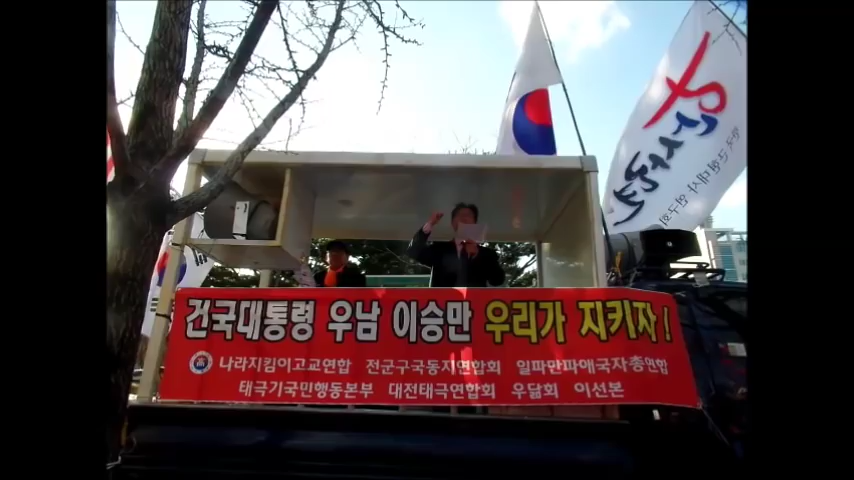 건국대통령 우남 이승만 우리가 지키자!
나라지킴이고교연합 전군구국동지연합회 일파만파애국자총연합
태극기국민행동본부 대전태극연합회 우닮회 이선본